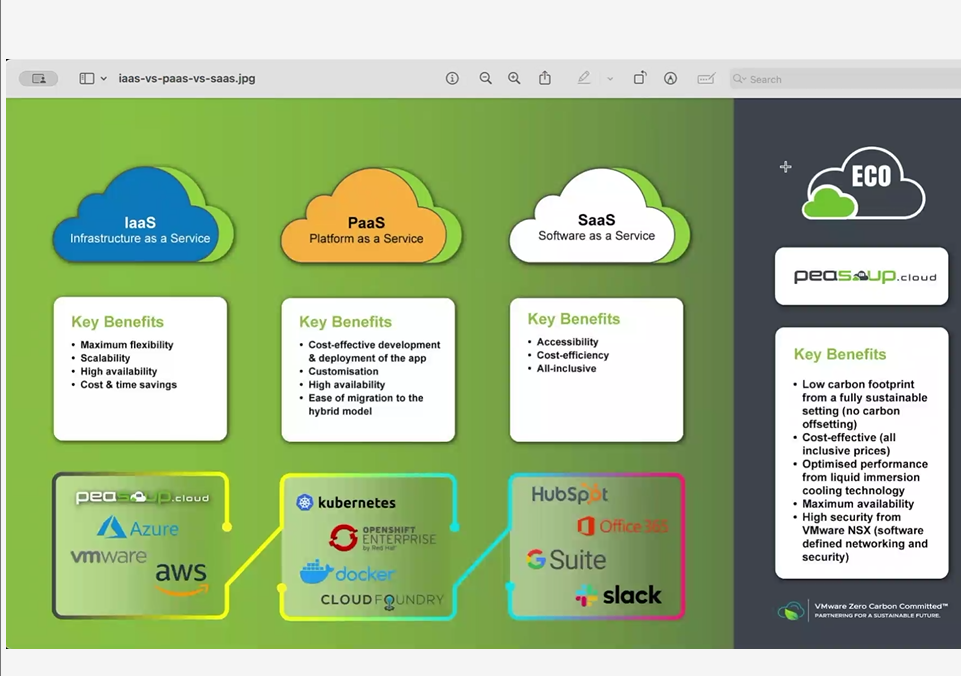 iaas-vs-paas-vs-saas.jpg
Search
IaaS
Infrastructure as a Service
PaaS
Platform as a Service
SaaS
Software as a Service
ECO
peasoup.cloud
Key Benefits
• Maximum flexibility
• Scalability
• High availability
• Cost & time savings
Key Benefits
• Cost-effective development
& deployment of the app
• Customisation
• High availability
• Ease of migration to the
hybrid model
Key Benefits
• Accessibility
• Cost-efficiency
• All-inclusive
Key Benefits
• Low carbon footprint
from a fully sustainable
setting (no carbon
offsetting)
• Cost-effective (all
inclusive prices)
• Optimised performance
from liquid immersion
cooling technology
• Maximum availability
• High security from
VMware NSX (software
defined networking and
security)
peasoup.cloud
Azure
vmware
aws
kubernetes
OPENSHIFT
ENTERPRISE
by Red Hat
docker
CLOUD FOUNDRY
HubSpot
Office 365
G Suite
slack
VMware Zero Carbon Committed™
PARTNERING FOR A SUSTAINABLE FUTURE.